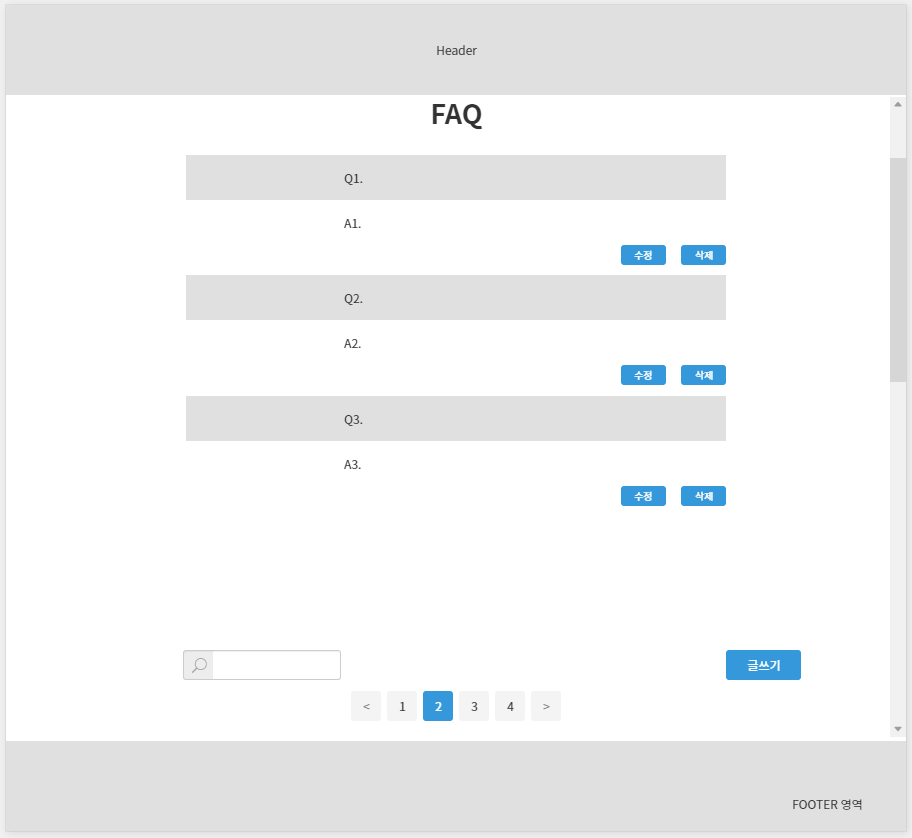 Header
FAQ
Q1.
A1.
수정 삭제
Q2.
A2.
수정 삭제
Q3.
A3.
수정 삭제
글쓰기
< 1 2 3 4 >
FOOTER 영역